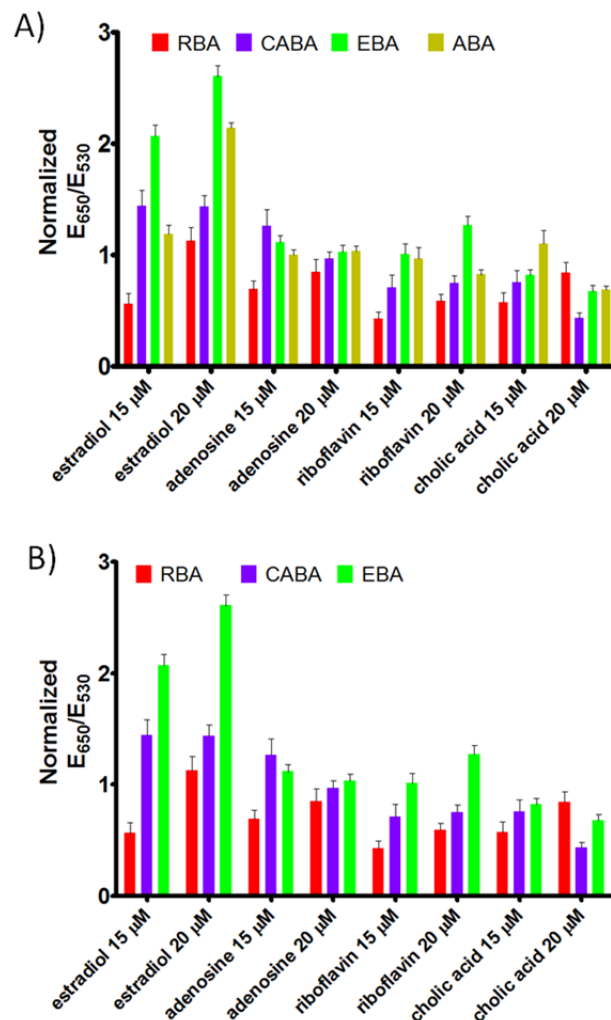 A)
3
RBA CABA EBA ABA
2
Normalized
E650/E530
1
0
estradiol 15 µM
estradiol 20 µM
adenosine 15 µM
adenosine 20 µM
riboflavin 15 µM
riboflavin 20 µM
cholic acid 15 µM
cholic acid 20 µM
B)
3
RBA CABA EBA
2
Normalized
E650/E530
1
0
estradiol 15 µM
estradiol 20 µM
adenosine 15 µM
adenosine 20 µM
riboflavin 15 µM
riboflavin 20 µM
cholic acid 15 µM
cholic acid 20 µM